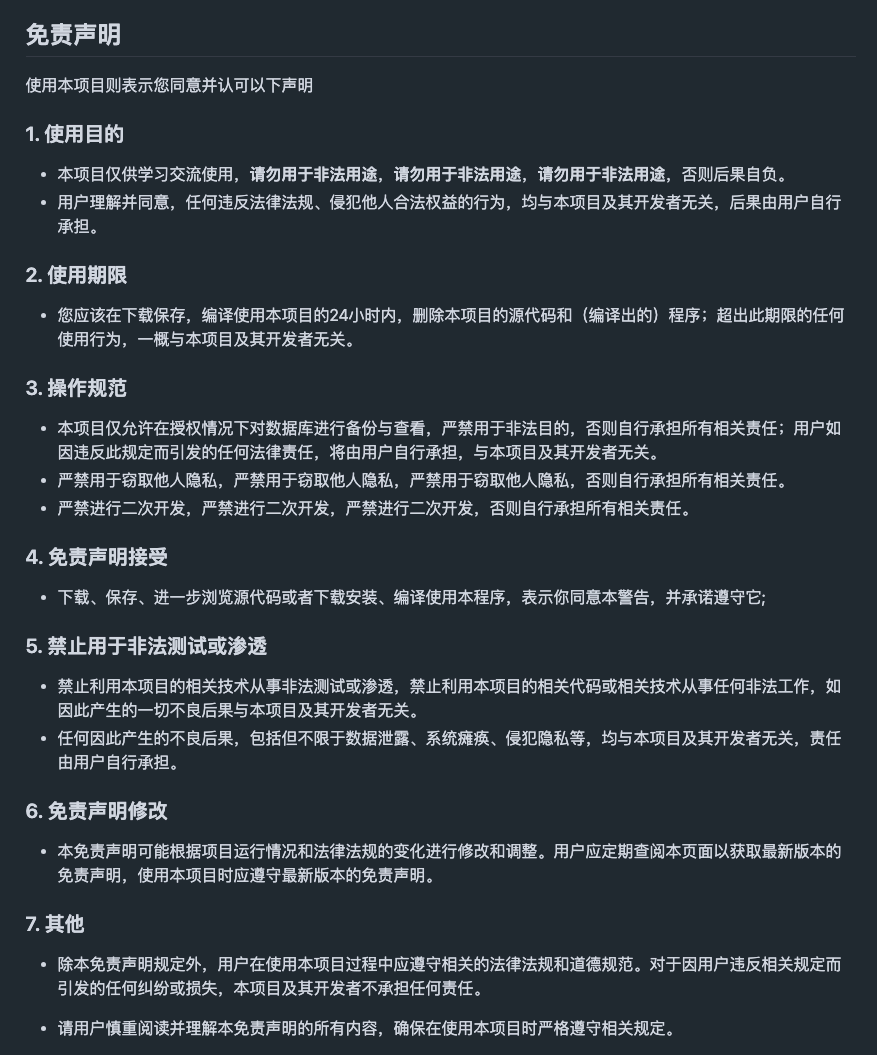 免责声明
使用本项目则表示您同意并认可以下声明
1. 使用目的
• 本项目仅供学习交流使用，请勿用于非法用途，请勿用于非法用途，请勿用于非法用途，否则后果自负。
• 用户理解并同意，任何违反法律法规、侵犯他人合法权益的行为，均与本项目及其开发者无关，后果由用户自行
承担。
2. 使用期限
• 您应该在下载保存，编译使用本项目的24小时内，删除本项目的源代码和（编译出的）程序；超出此期限的任何
使用行为，一概与本项目及其开发者无关。
3. 操作规范
• 本项目仅允许在授权情况下对数据库进行备份与查看，严禁用于非法目的，否则自行承担所有相关责任；用户如
因违反此规定而引发的任何法律责任，将由用户自行承担，与本项目及其开发者无关。
• 严禁用于窃取他人隐私，严禁用于窃取他人隐私，严禁用于窃取他人隐私，否则自行承担所有相关责任。
• 严禁进行二次开发，严禁进行二次开发，严禁进行二次开发，否则自行承担所有相关责任。
4. 免责声明接受
• 下载、保存、进一步浏览源代码或者下载安装、编译使用本程序，表示你同意本警告，并承诺遵守它;
5. 禁止用于非法测试或渗透
• 禁止利用本项目的相关技术从事非法测试或渗透，禁止利用本项目的相关代码或相关技术从事任何非法工作，如
因此产生的一切不良后果与本项目及其开发者无关。
• 任何因此产生的不良后果，包括但不限于数据泄露、系统瘫痪、侵犯隐私等，均与本项目及其开发者无关，责任
由用户自行承担。
6. 免责声明修改
• 本免责声明可能根据项目运行情况和法律法规的变化进行修改和调整。用户应定期查阅本页面以获取最新版本的
免责声明，使用本项目时应遵守最新版本的免责声明。
7. 其他
• 除本免责声明规定外，用户在使用本项目过程中应遵守相关的法律法规和道德规范。对于因用户违反相关规定而
引发的任何纠纷或损失，本项目及其开发者不承担任何责任。
• 请用户慎重阅读并理解本免责声明的所有内容，确保在使用本项目时严格遵守相关规定。